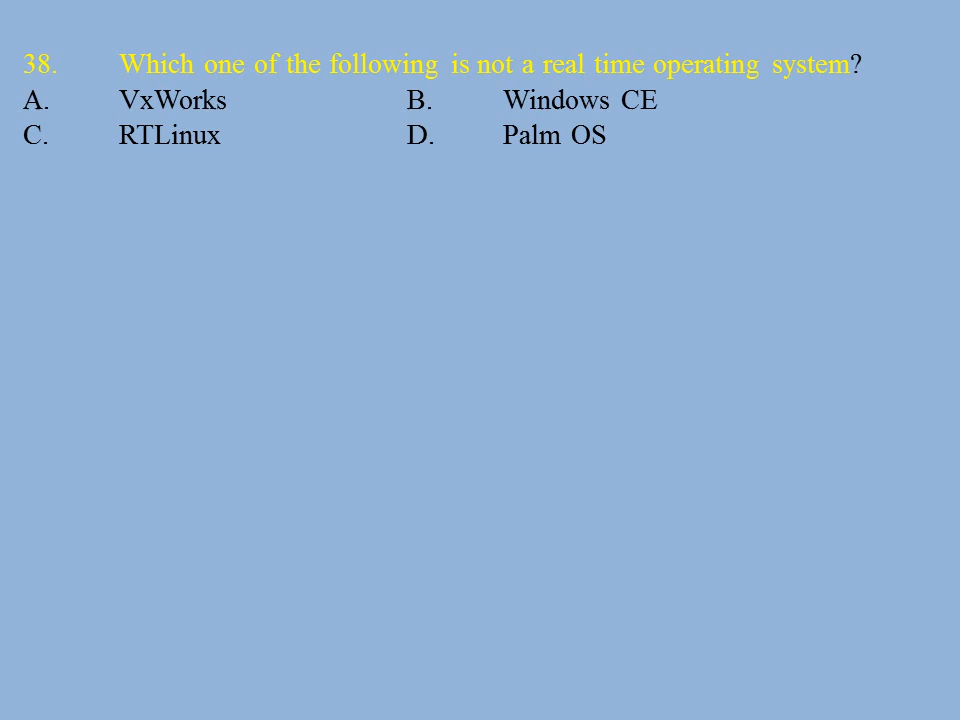 38. Which one of the following is not a real time operating system?
A. VxWorks B. Windows CE
C. RTLinux D. Palm OS